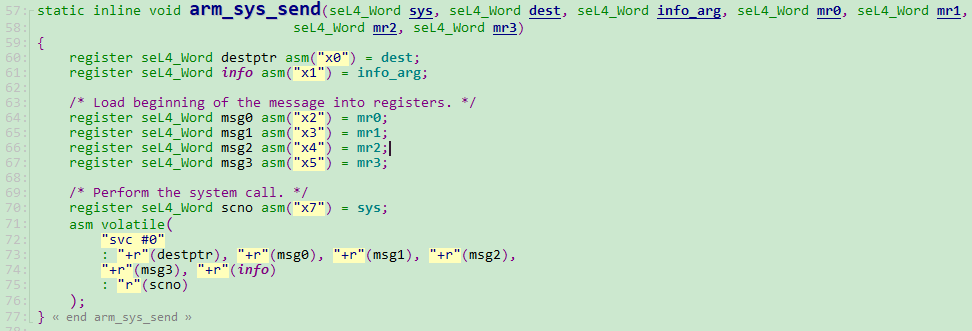 57: static inline void arm_sys_send(seL4_Word sys, seL4_Word dest, seL4_Word info_arg, seL4_Word mr0, seL4_Word mr1,
58: seL4_Word mr2, seL4_Word mr3)
59: {
60: register seL4_Word destptr asm("x0") = dest;
61: register seL4_Word info asm("x1") = info_arg;
62:
63: /* Load beginning of the message into registers. */
64: register seL4_Word msg0 asm("x2") = mr0;
65: register seL4_Word msg1 asm("x3") = mr1;
66: register seL4_Word msg2 asm("x4") = mr2;
67: register seL4_Word msg3 asm("x5") = mr3;
68:
69: /* Perform the system call. */
70: register seL4_Word scno asm("x7") = sys;
71: asm volatile(
72: "svc #0"
73: : "+r"(destptr), "+r"(msg0), "+r"(msg1), "+r"(msg2),
74: "+r"(msg3), "+r"(info)
75: : "r"(scno)
76: );
77: } « end arm_sys_send »
78: